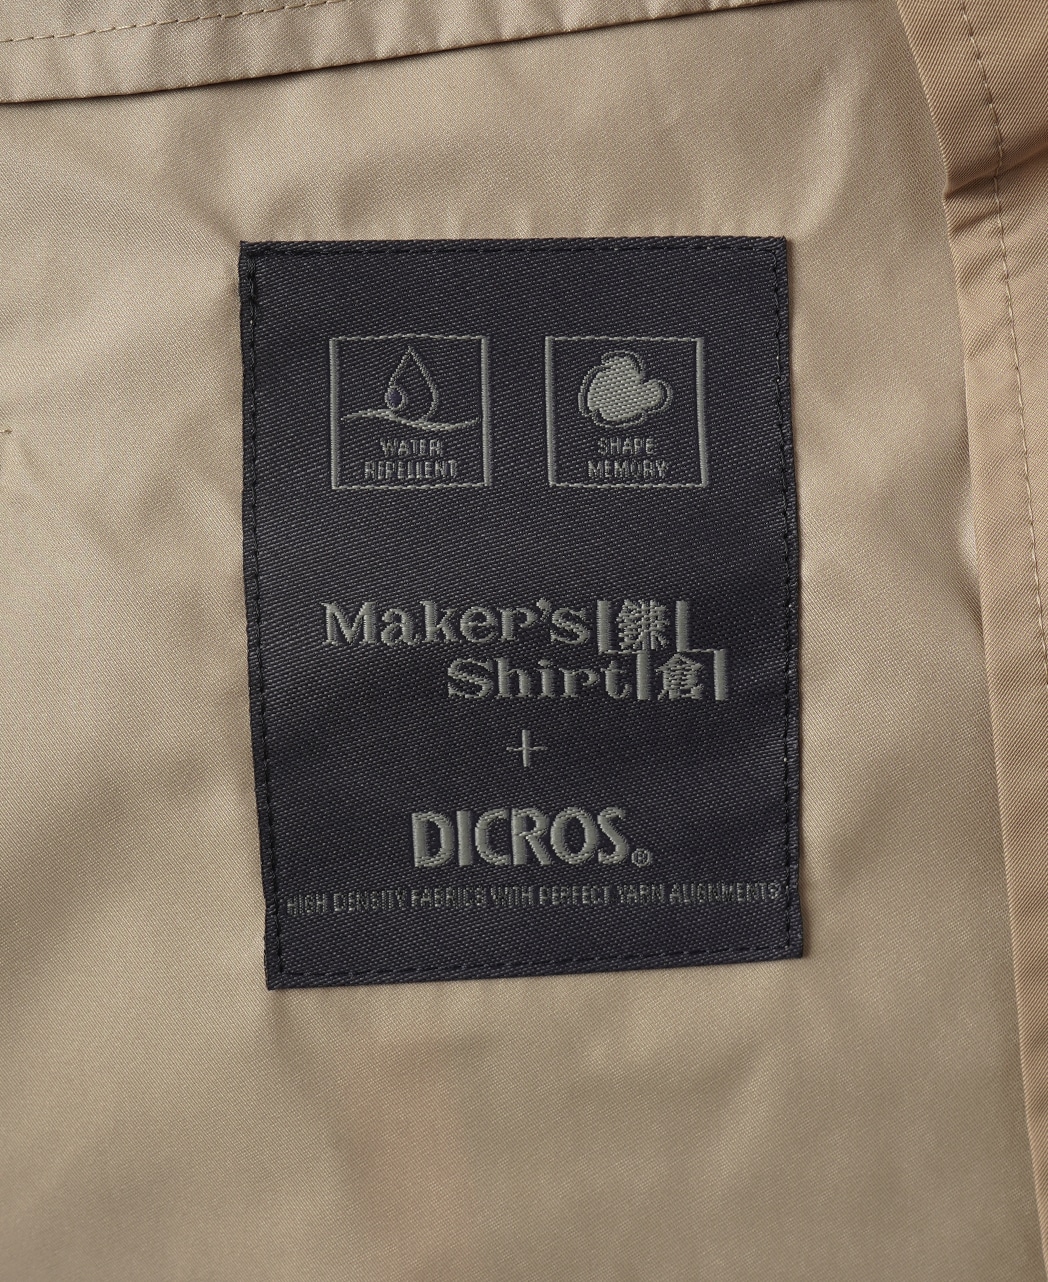 WATER
REPELLENT
SHAPE
MEMORY
Maker's 鎌
Shirt 倉
+
DICROS®
HIGH DENSITY FABRICS WITH PERFECT YARN ALIGNMENTS